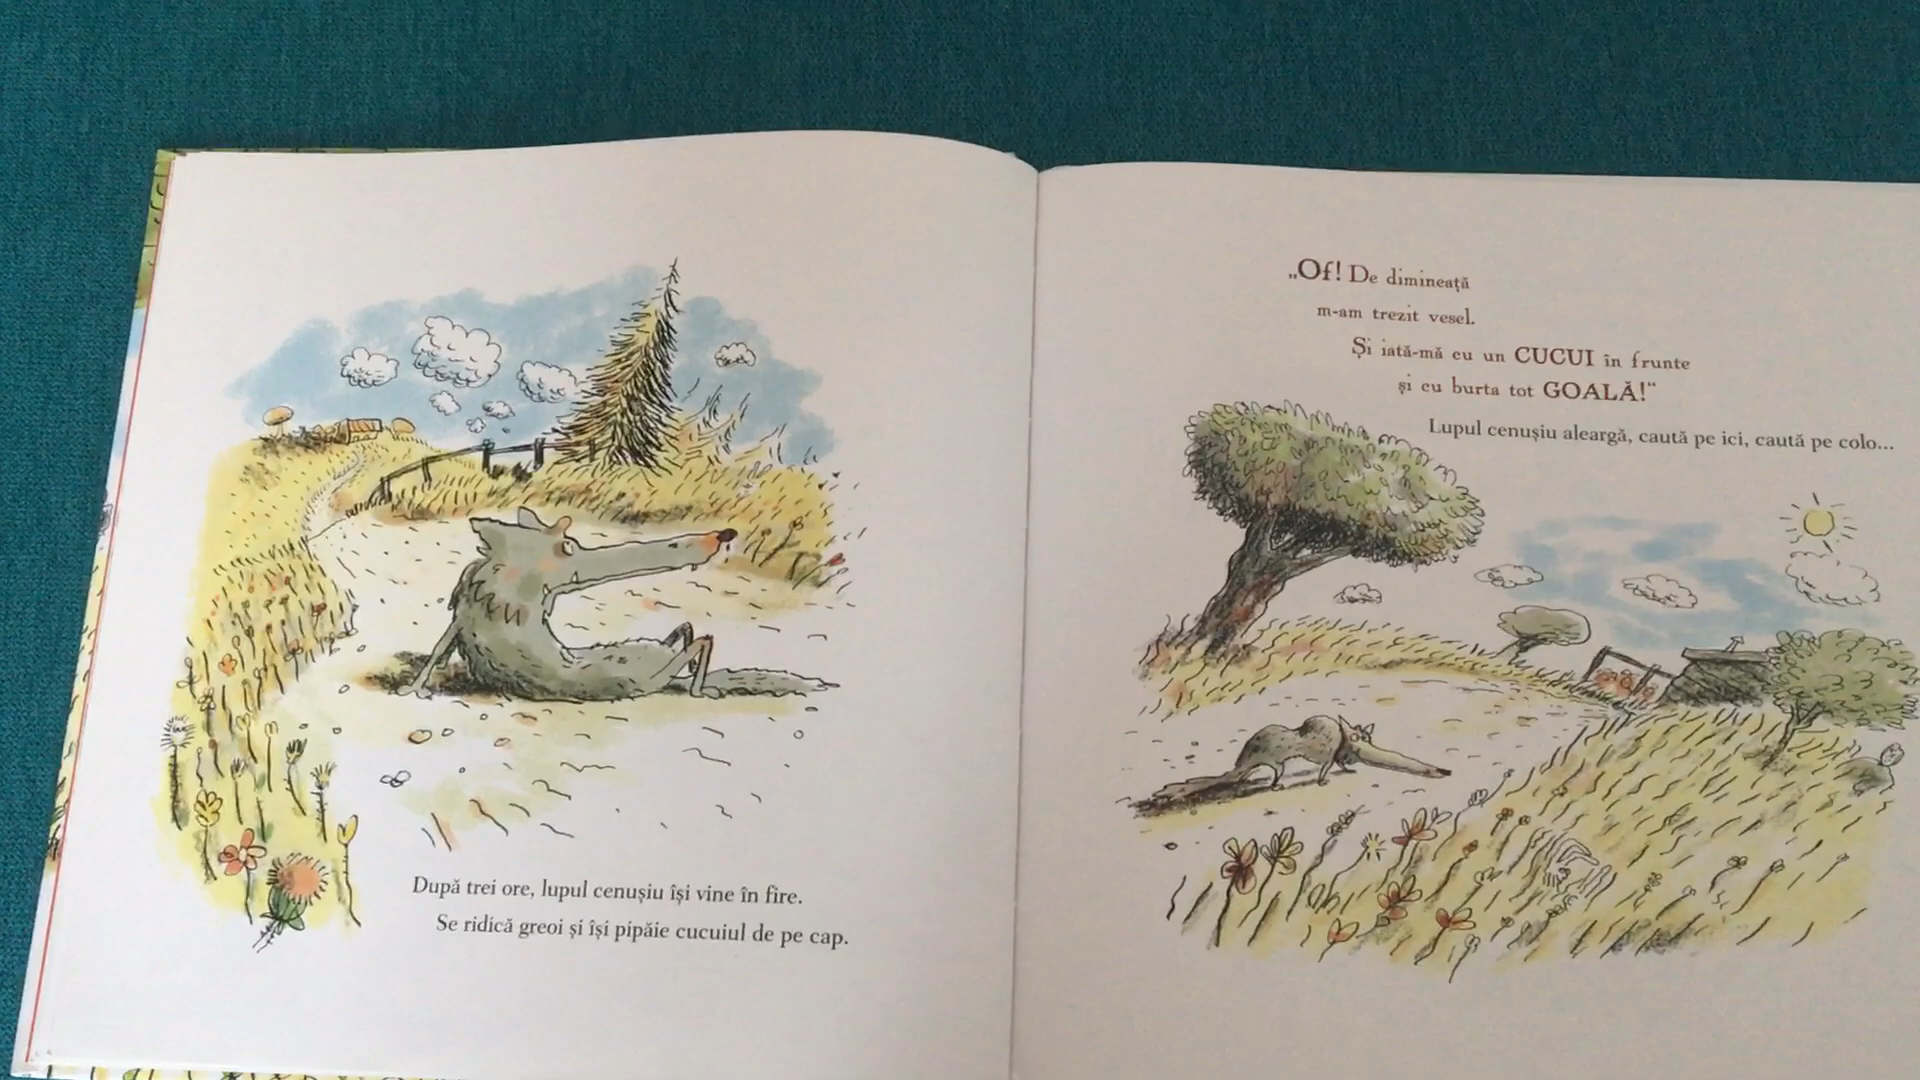 După trei ore, lupul cenușiu își vine în fire.
Se ridică greoi și își pipăie cucuiul de pe cap.
„Of! De dimineață
m-am trezit vesel.
Și iată-mă cu un CUCUI în frunte
și cu burta tot GOALĂ!“
Lupul cenușiu aleargă, caută pe ici, caută pe colo...